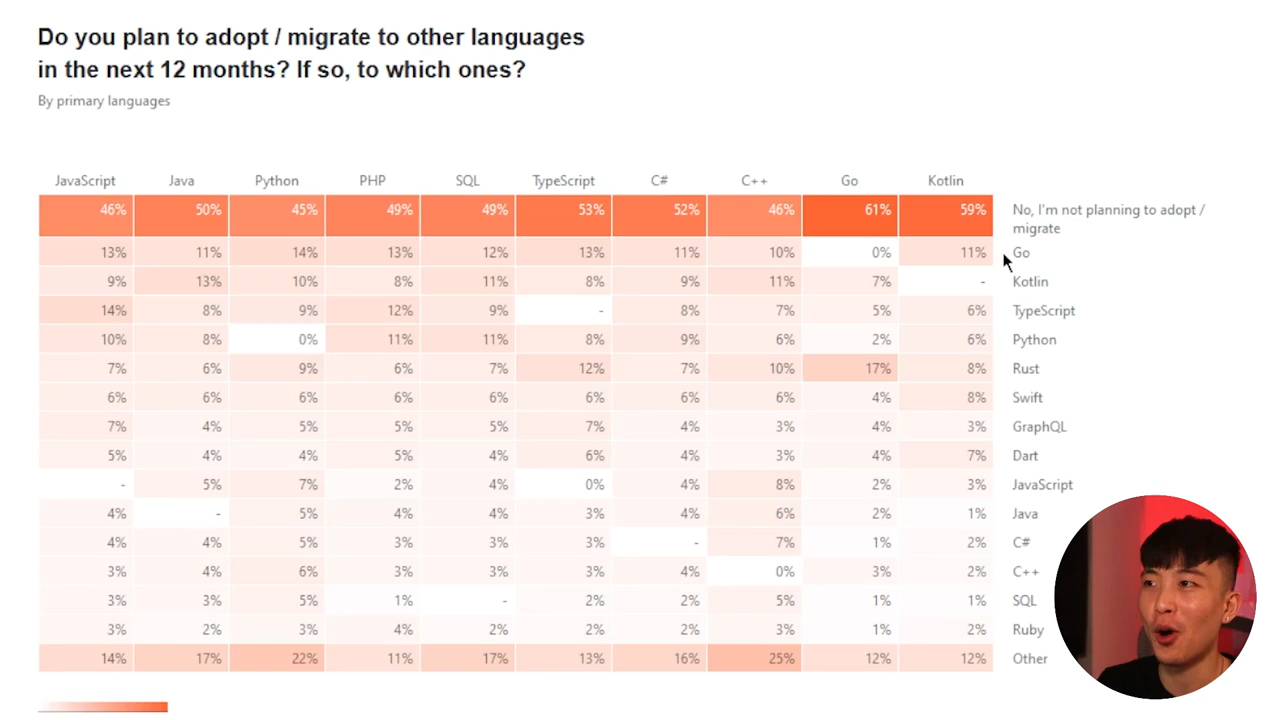 Do you plan to adopt / migrate to other languages
in the next 12 months? If so, to which ones?
By primary languages
JavaScript Java Python PHP SQL TypeScript C# C++ Go Kotlin
46% 50% 45% 49% 49% 53% 52% 46% 61% 59% No, I'm not planning to adopt /
migrate
13% 11% 14% 13% 12% 13% 11% 10% 0% 11% Go
9% 13% 10% 8% 11% 8% 9% 11% 7% - Kotlin
14% 8% 9% 12% 9% - 8% 7% 5% 6% TypeScript
10% 8% 0% 11% 11% 8% 9% 6% 2% 6% Python
7% 6% 9% 6% 7% 12% 7% 10% 17% 8% Rust
6% 6% 6% 6% 6% 6% 6% 6% 4% 8% Swift
7% 4% 5% 5% 5% 7% 4% 3% 4% 3% GraphQL
5% 4% 4% 5% 4% 6% 4% 3% 4% 7% Dart
- 5% 7% 2% 4% 0% 4% 8% 2% 3% JavaScript
4% - 5% 4% 4% 3% 4% 6% 2% 1% Java
4% 4% 5% 3% 3% 3% - 7% 1% 2% C#
3% 4% 6% 3% 3% 3% 4% 0% 3% 2% C++
3% 3% 5% 1% - 2% 2% 5% 1% 1% SQL
3% 2% 3% 4% 2% 2% 2% 3% 1% 2% Ruby
14% 17% 22% 11% 17% 13% 16% 25% 12% 12% Other